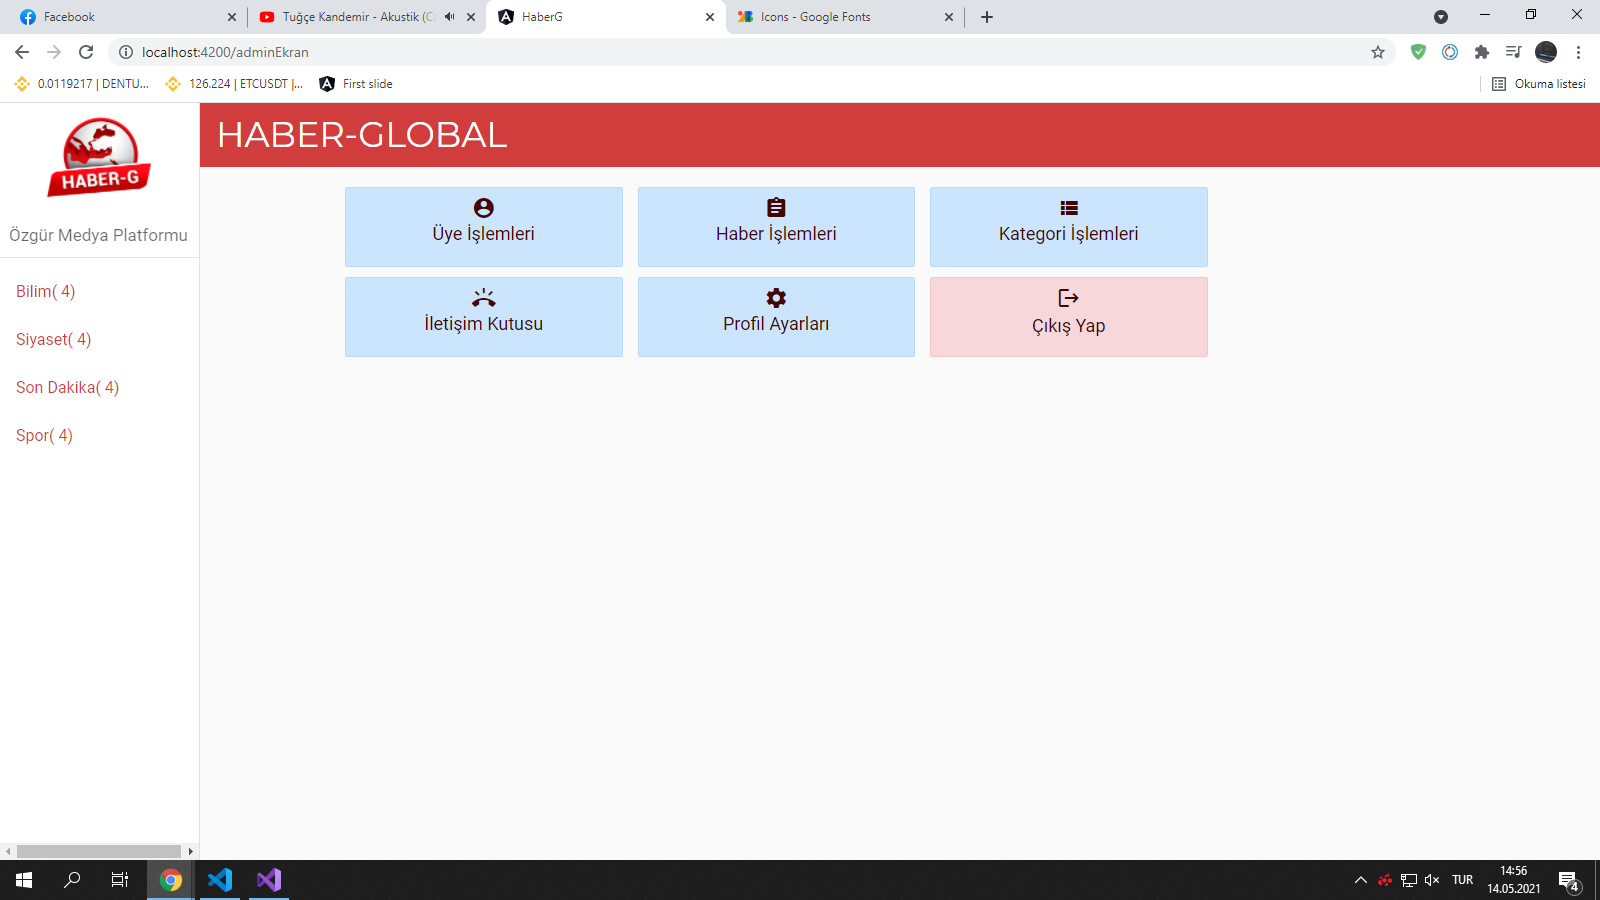 Facebook
Tuğçe Kandemir - Akustik (C
HaberG
Icons - Google Fonts
localhost:4200/adminEkran
0.0119217 | DENTU...
126.224 | ETCUSDT |...
First slide
Okuma listesi
HABER-G
Özgür Medya Platformu
HABER-GLOBAL
Üye İşlemleri
Haber İşlemleri
Kategori İşlemleri
İletişim Kutusu
Profil Ayarları
Çıkış Yap
Bilim( 4)
Siyaset( 4)
Son Dakika( 4)
Spor( 4)
TUR
14:56
14.05.2021
4